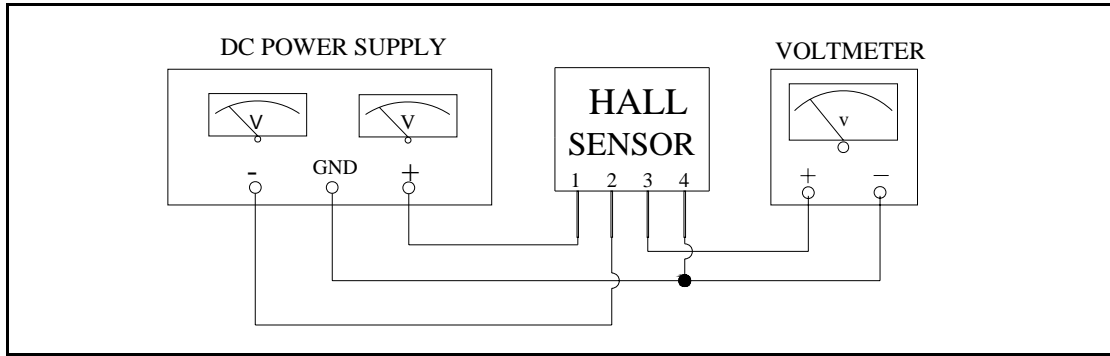 DC POWER SUPPLY
VOLTMETER
HALL
SENSOR
V
V
v
- GND +
1 2 3 4
+ −